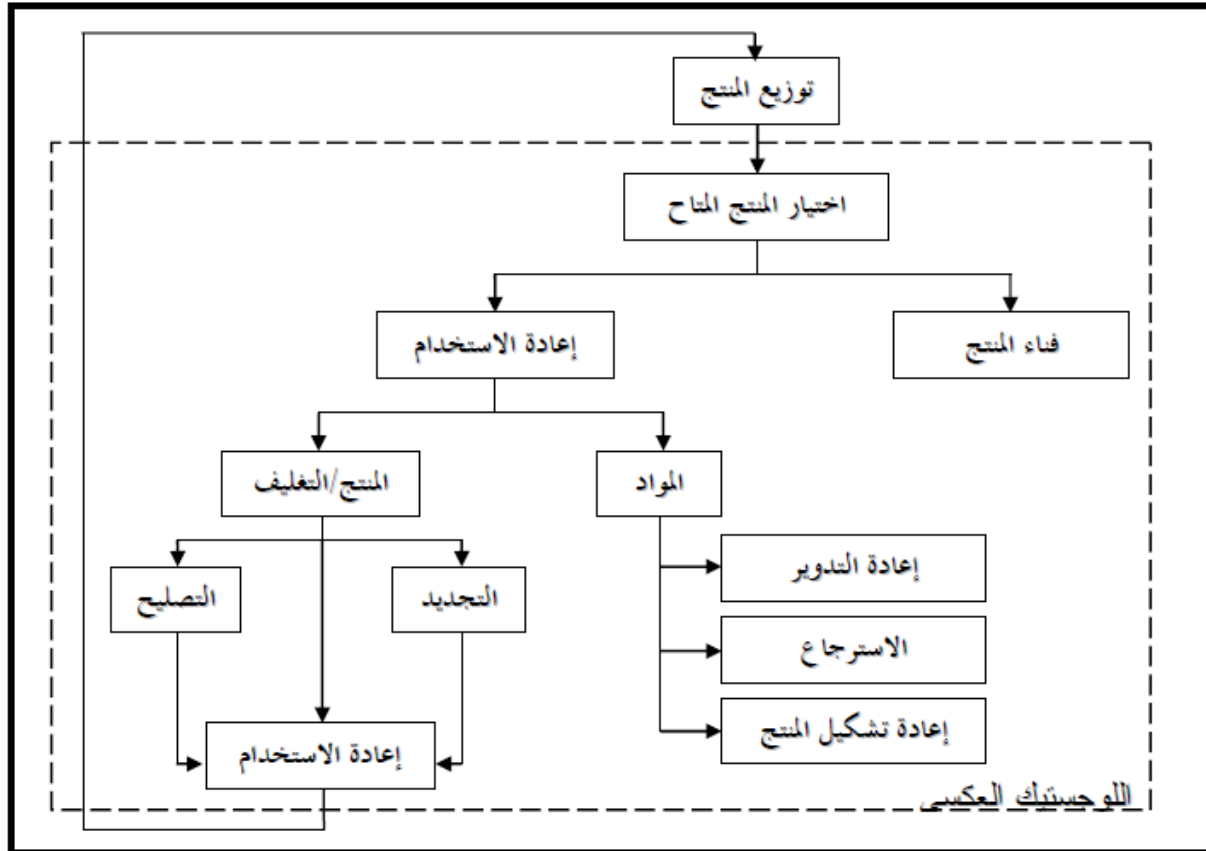 توزيع المنتج
اختيار المنتج المتاح
فناء المنتج
إعادة الاستخدام
المواد
المنتج/التغليف
إعادة التدوير
التجديد
التصليح
الاسترجاع
إعادة تشكيل المنتج
إعادة الاستخدام
اللوجستيك العكسي